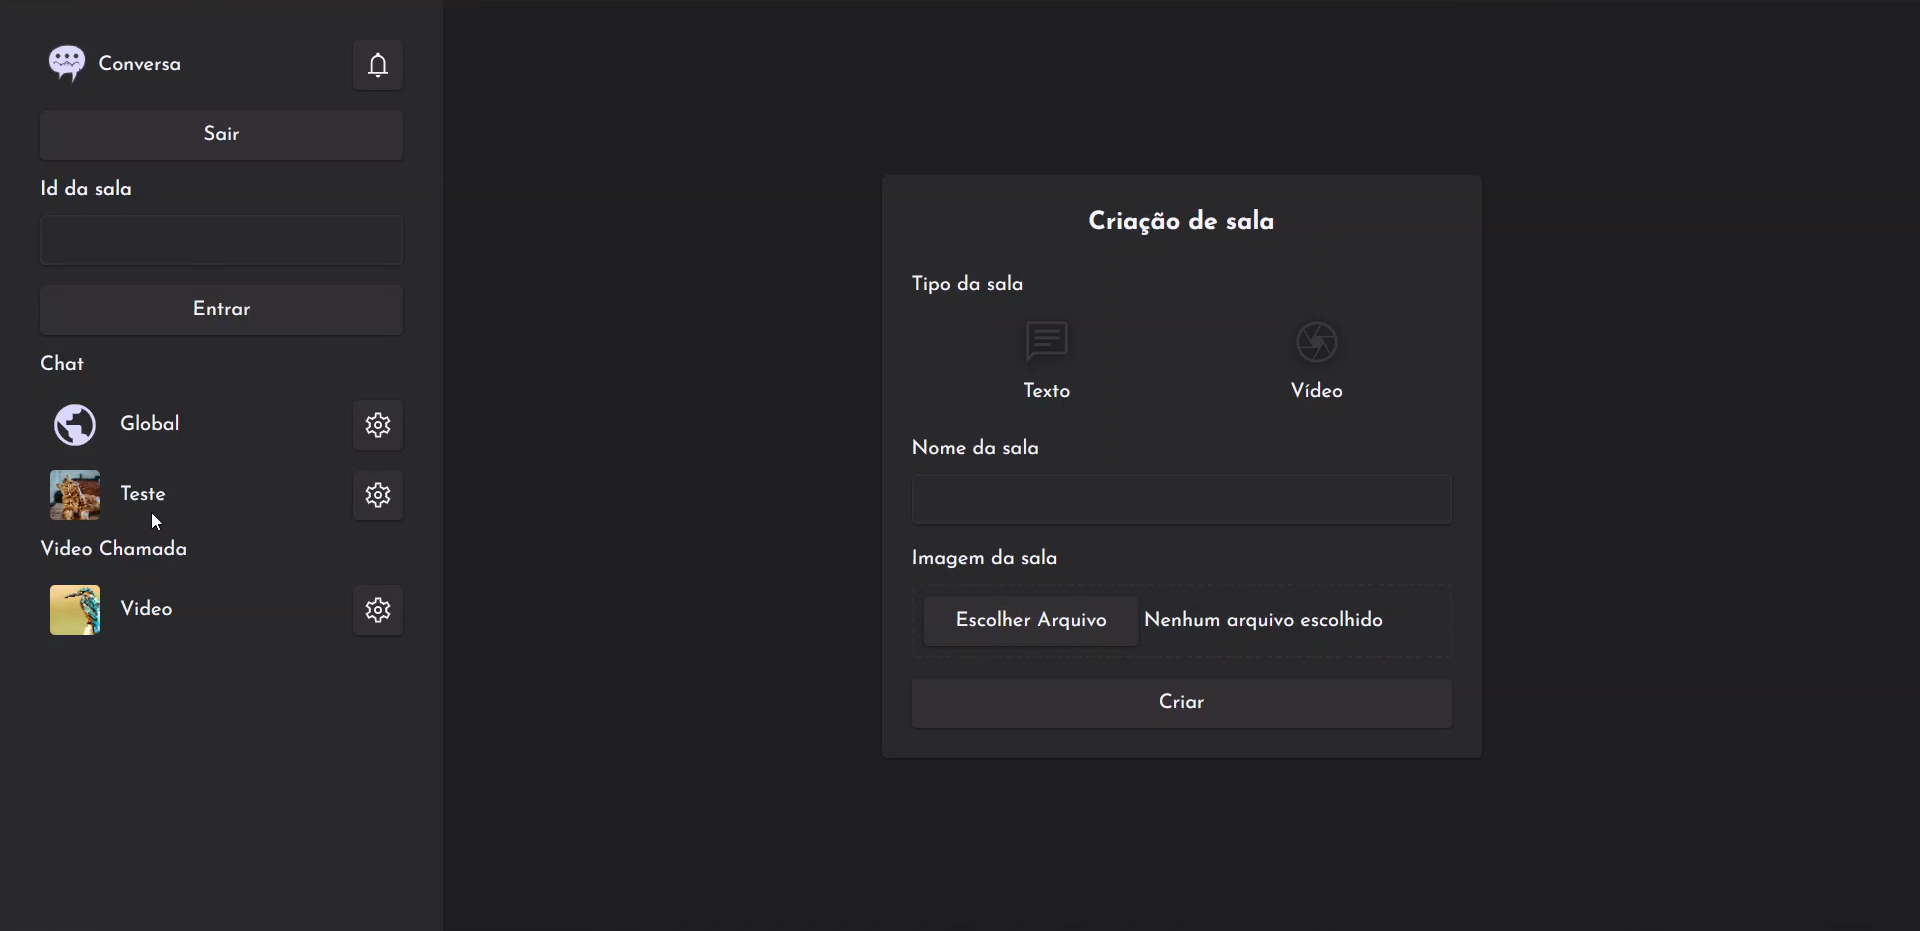 Conversa
Sair
Id da sala
Entrar
Chat
Global
Teste
Video Chamada
Video
Criação de sala
Tipo da sala
Texto
Vídeo
Nome da sala
Imagem da sala
Escolher Arquivo Nenhum arquivo escolhido
Criar